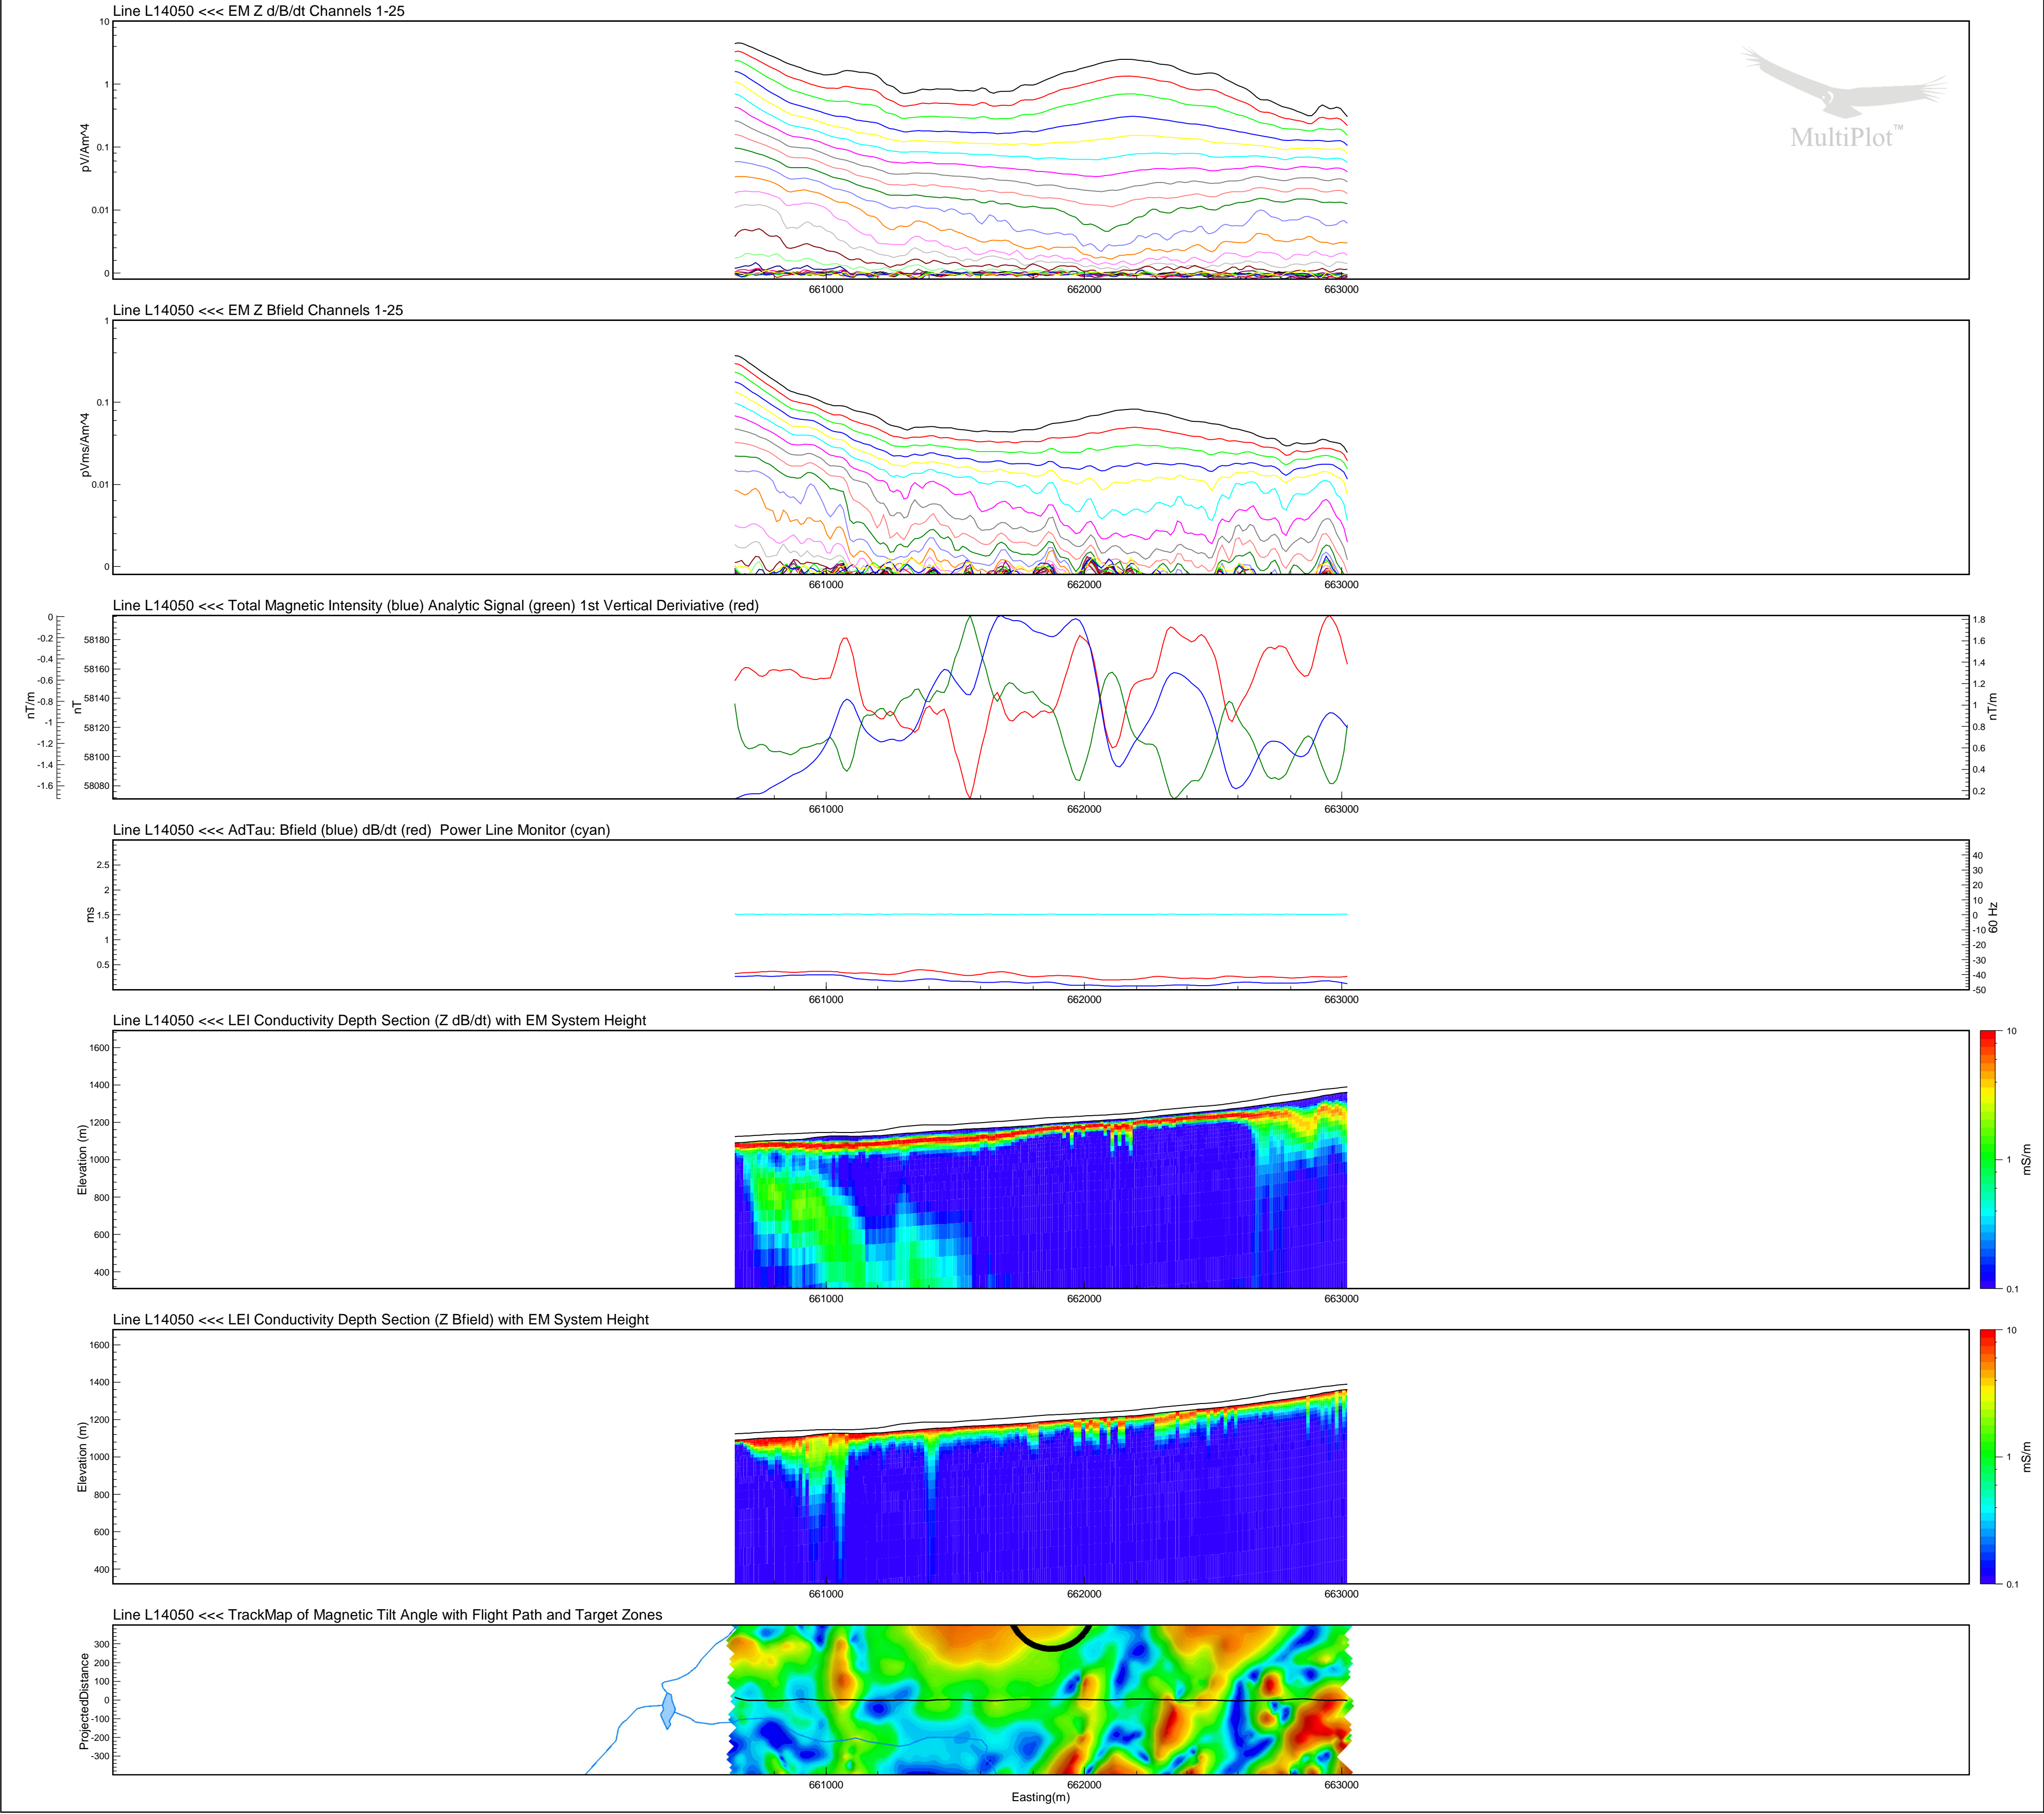 Line L14050 <<< EM Z d/B/dt Channels 1-25
10
1
0.1
0.01
0
pV/Am^4
661000 662000 663000
MultiPlot™
Line L14050 <<< EM Z Bfield Channels 1-25
1
0.1
0.01
0
pVms/Am^4
661000 662000 663000
Line L14050 <<< Total Magnetic Intensity (blue) Analytic Signal (green) 1st Vertical Deriviative (red)
0
-0.2
-0.4
-0.6
-0.8
-1
-1.2
-1.4
-1.6
nT/m
58180
58160
58140
58120
58100
58080
nT
1.8
1.6
1.4
1.2
1
0.8
0.6
0.4
0.2
nT/m
661000 662000 663000
Line L14050 <<< AdTau: Bfield (blue) dB/dt (red) Power Line Monitor (cyan)
2.5
2
1.5
1
0.5
ms
40
30
20
10
0
-10
-20
-30
-40
-50
60 Hz
661000 662000 663000
Line L14050 <<< LEI Conductivity Depth Section (Z dB/dt) with EM System Height
1600
1400
1200
1000
800
600
400
Elevation (m)
10
1
0.1
mS/m
661000 662000 663000
Line L14050 <<< LEI Conductivity Depth Section (Z Bfield) with EM System Height
1600
1400
1200
1000
800
600
400
Elevation (m)
10
1
0.1
mS/m
661000 662000 663000
Line L14050 <<< TrackMap of Magnetic Tilt Angle with Flight Path and Target Zones
300
200
100
0
-100
-200
-300
ProjectedDistance
661000 662000 663000
Easting(m)